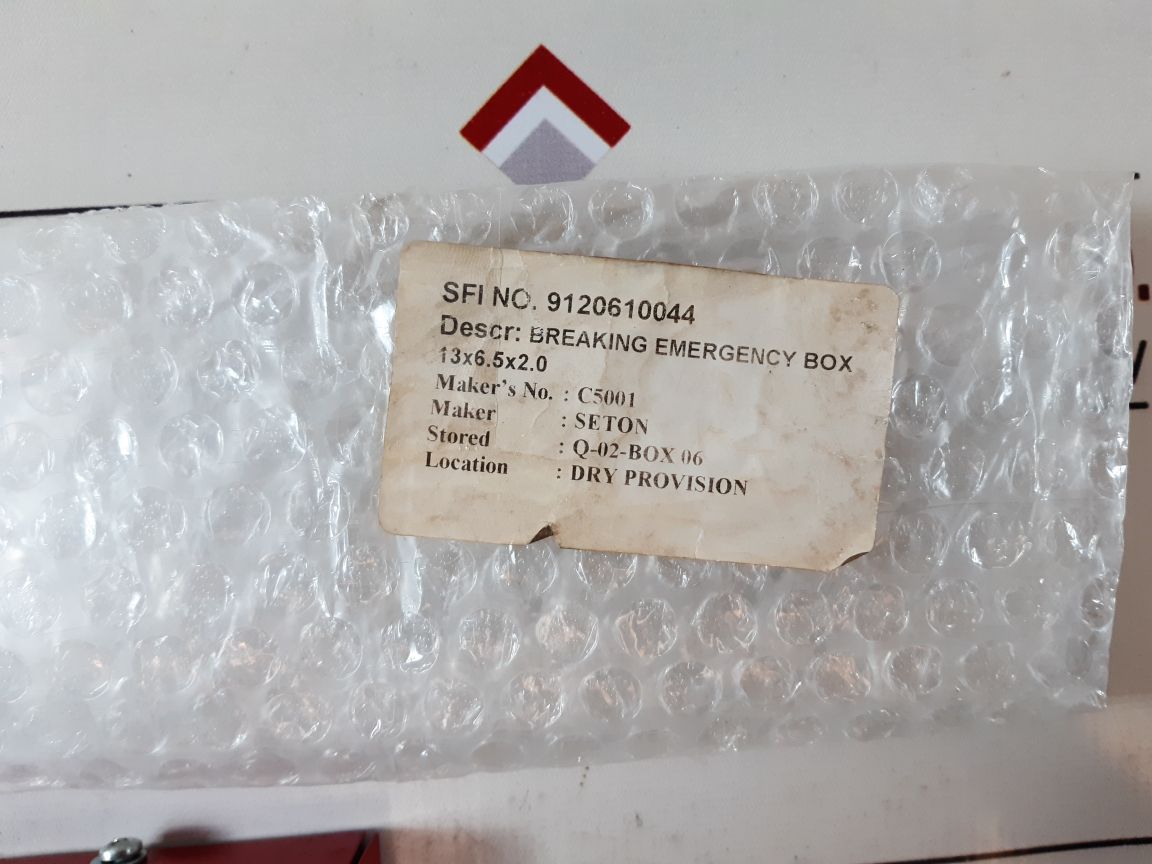 SFI NO. 9120610044
Descr: BREAKING EMERGENCY BOX
13x6.5x2.0
Maker's No. : C5001
Maker : SETON
Stored : Q-02-BOX 06
Location : DRY PROVISION